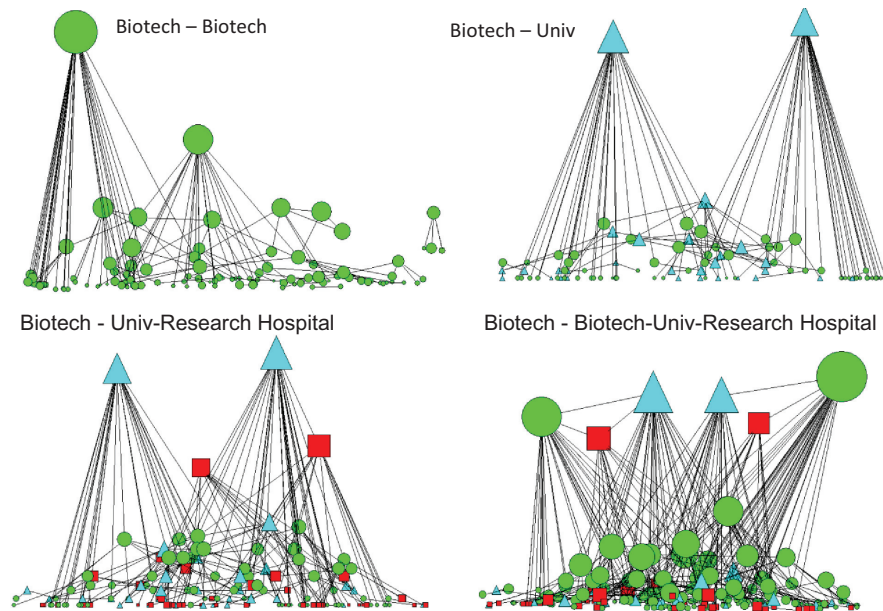 Biotech – Biotech
Biotech – Univ
Biotech - Univ-Research Hospital
Biotech - Biotech-Univ-Research Hospital